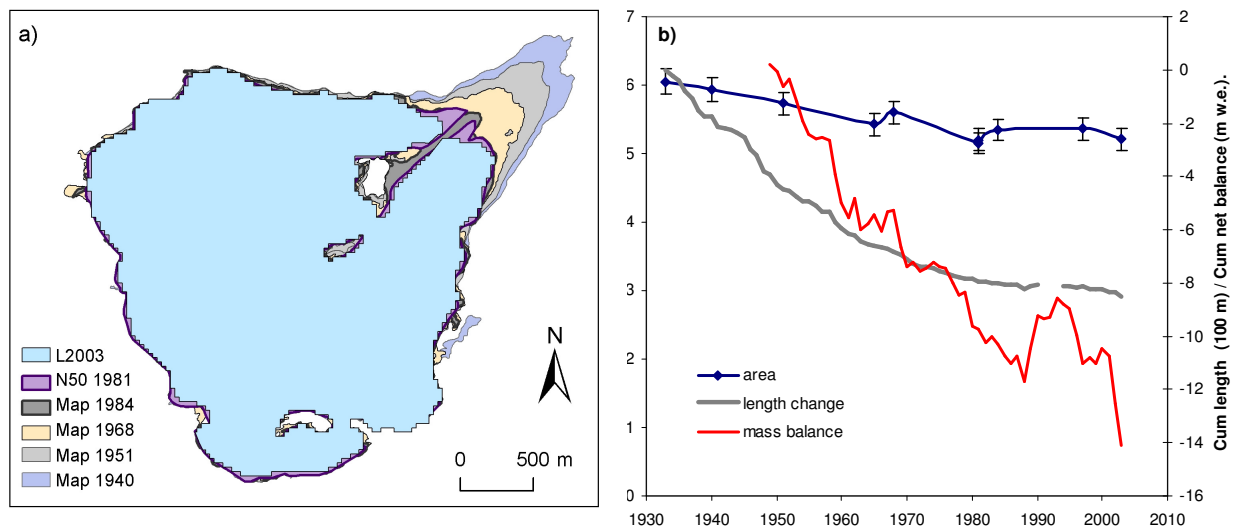 a)
L2003
N50 1981
Map 1984
Map 1968
Map 1951
Map 1940
N
0 500 m
b)
7
6
5
4
3
2
1
0
2
0
-2
-4
-6
-8
-10
-12
-14
-16
1930 1940 1950 1960 1970 1980 1990 2000 2010
area
length change
mass balance
Cum length (100 m) / Cum net balance (m w.e.)